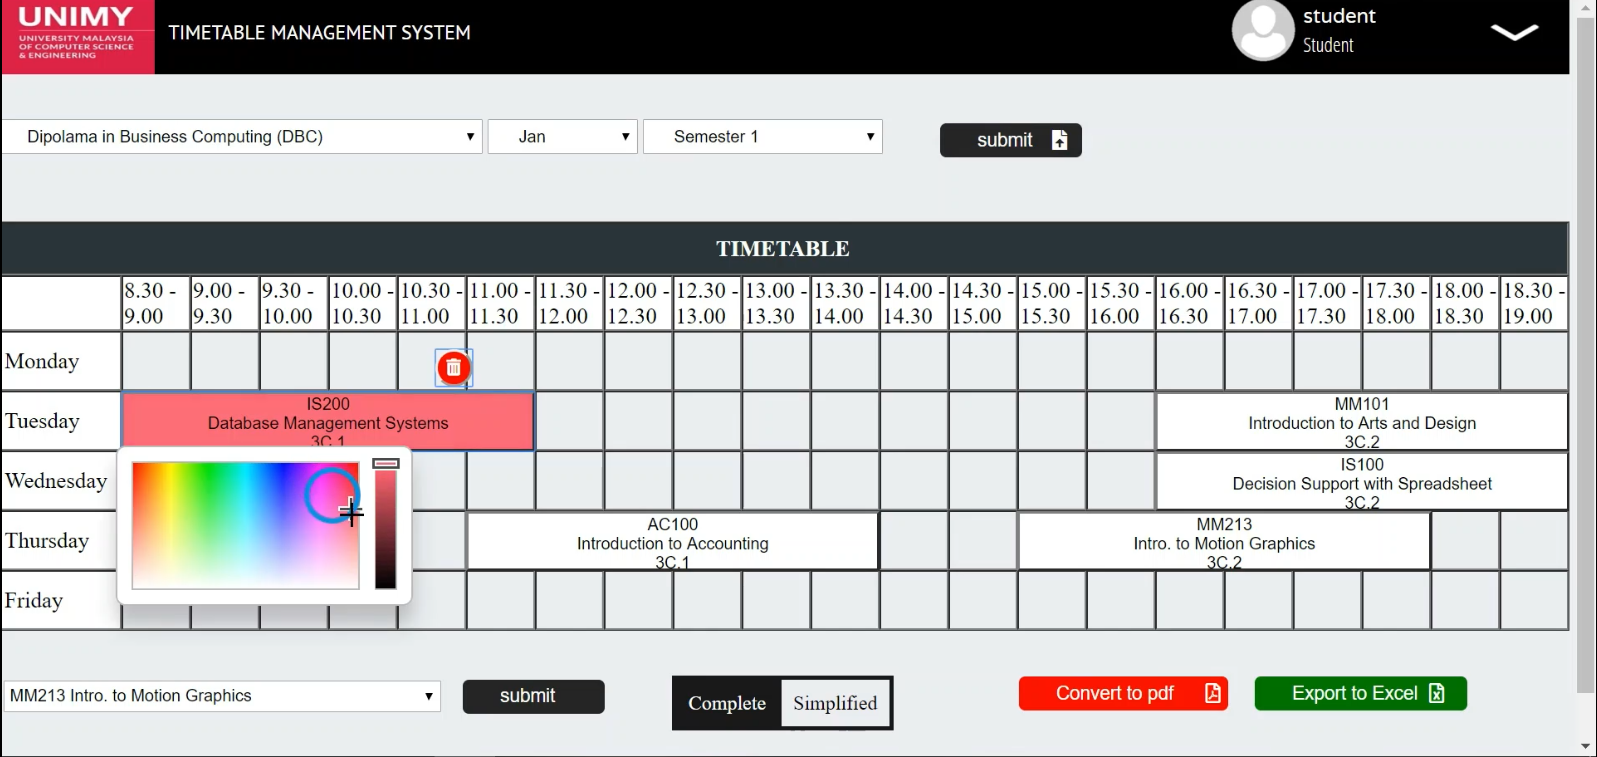 UNIMY
UNIVERSITY MALAYSIA
OF COMPUTER SCIENCE
& ENGINEERING
TIMETABLE MANAGEMENT SYSTEM
student
Student
Dipolama in Business Computing (DBC)
Jan
Semester 1
submit
TIMETABLE
8.30 - 9.00
9.00 - 9.30
9.30 - 10.00
10.00 - 10.30
10.30 - 11.00
11.00 - 11.30
11.30 - 12.00
12.00 - 12.30
12.30 - 13.00
13.00 - 13.30
13.30 - 14.00
14.00 - 14.30
14.30 - 15.00
15.00 - 15.30
15.30 - 16.00
16.00 - 16.30
16.30 - 17.00
17.00 - 17.30
17.30 - 18.00
18.00 - 18.30
18.30 - 19.00
Monday
Tuesday
IS200
Database Management Systems
3C.1
MM101
Introduction to Arts and Design
3C.2
Wednesday
IS100
Decision Support with Spreadsheet
3C.2
Thursday
AC100
Introduction to Accounting
3C.1
MM213
Intro. to Motion Graphics
3C.2
Friday
MM213 Intro. to Motion Graphics
submit
Complete
Simplified
Convert to pdf
Export to Excel